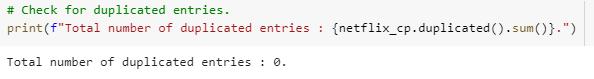 # Check for duplicated entries.
print(f"Total number of duplicated entries : {netflix_cp.duplicated().sum()}.")
Total number of duplicated entries : 0.